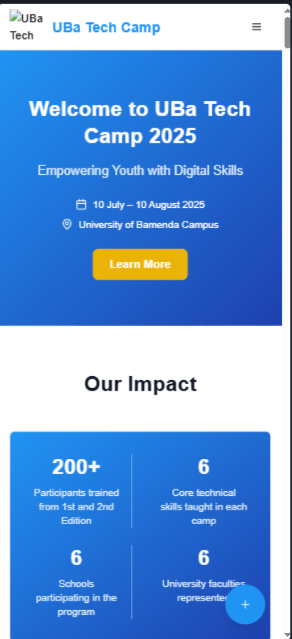 UBa
Tech
UBa Tech Camp
Welcome to UBa Tech
Camp 2025
Empowering Youth with Digital Skills
10 July – 10 August 2025
University of Bamenda Campus
Learn More
Our Impact
200+
Participants trained
from 1st and 2nd
Edition
6
Core technical
skills taught in each
camp
6
Schools
participating in the
program
6
University faculties
+